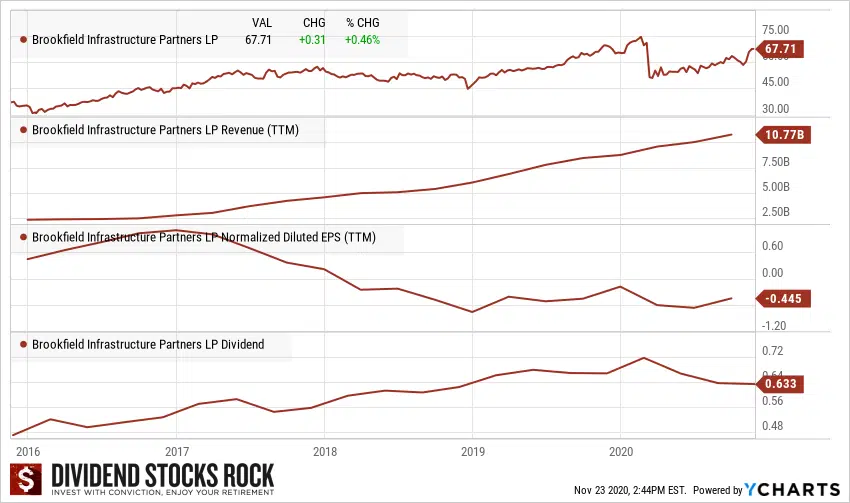 VAL CHG % CHG
Brookfield Infrastructure Partners LP 67.71 +0.31 +0.46%
75.00
67.71
45.00
30.00
Brookfield Infrastructure Partners LP Revenue (TTM)
10.77B
7.50B
5.00B
2.50B
Brookfield Infrastructure Partners LP Normalized Diluted EPS (TTM)
0.60
0.00
-0.445
-1.20
Brookfield Infrastructure Partners LP Dividend
0.72
0.64
0.633
0.56
0.48
2016 2017 2018 2019 2020
DIVIDEND STOCKS ROCK
INVEST WITH CONVICTION, ENJOY YOUR RETIREMENT
Nov 23 2020, 2:44PM EST. Powered by YCHARTS